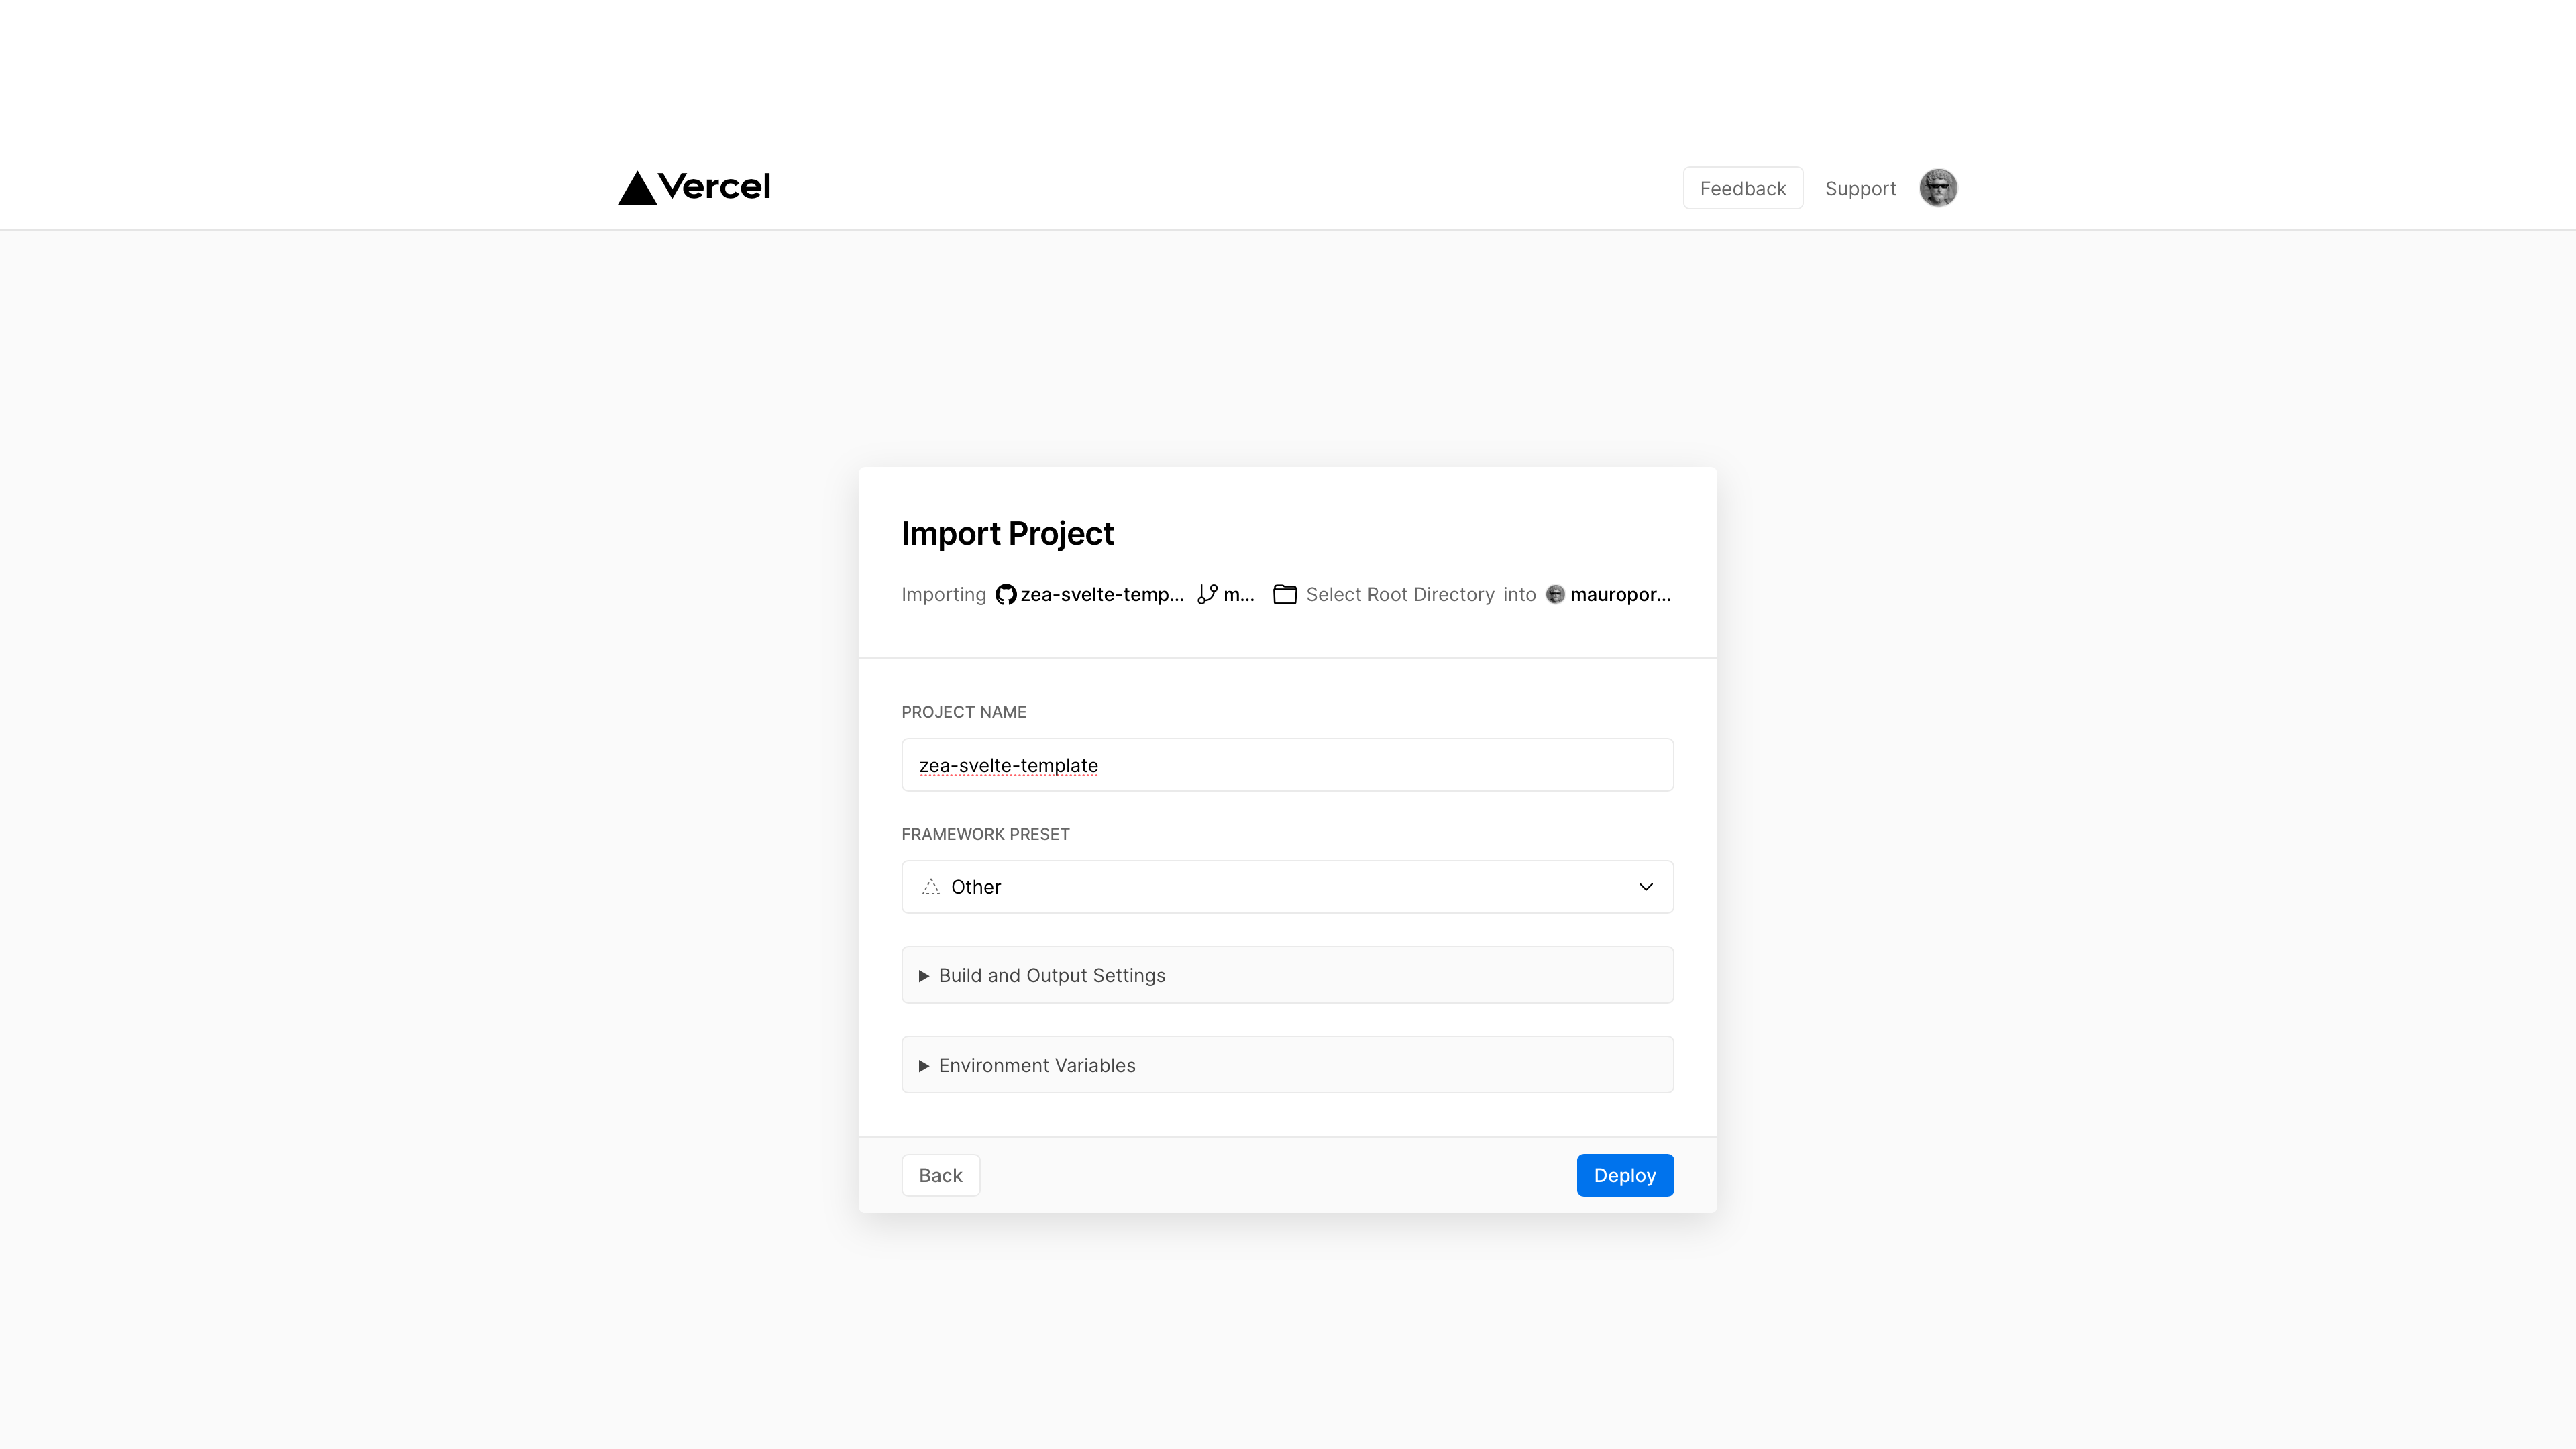 Vercel
Feedback Support
Import Project
Importing zea-svelte-temp... m... Select Root Directory into mauropor...
PROJECT NAME
zea-svelte-template
FRAMEWORK PRESET
Other
Build and Output Settings
Environment Variables
Back Deploy